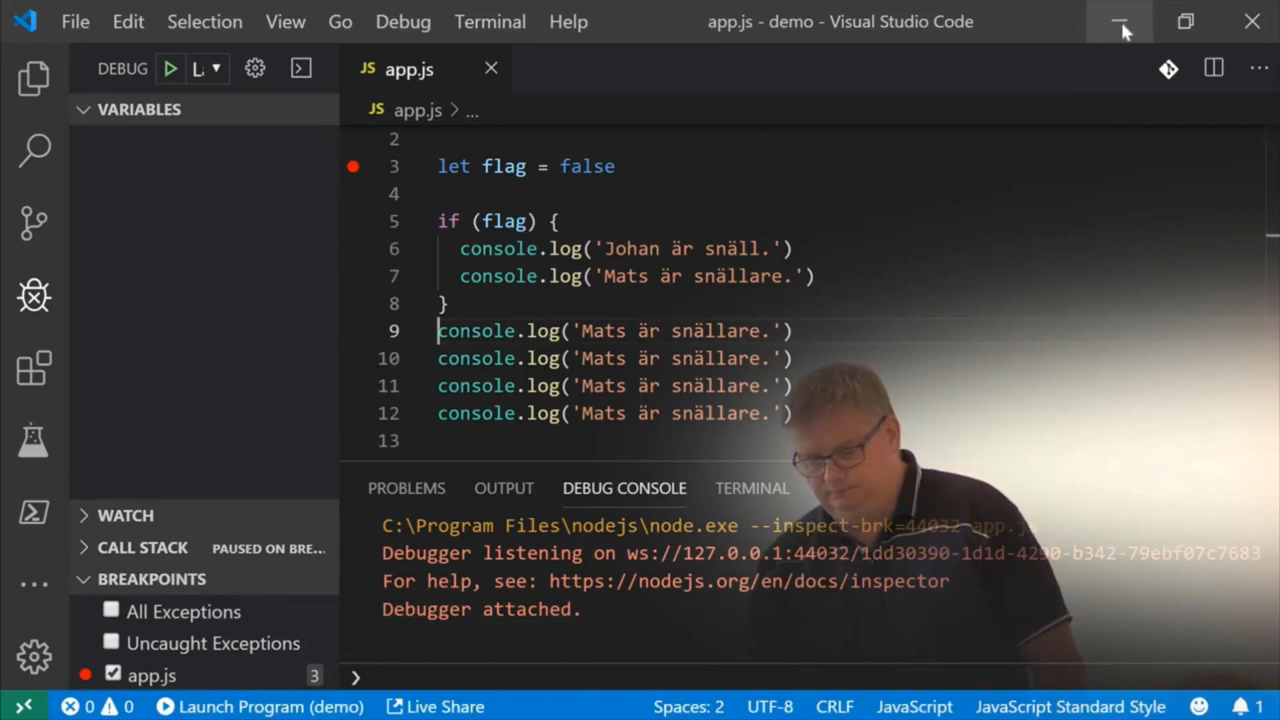 File Edit Selection View Go Debug Terminal Help app.js - demo - Visual Studio Code
DEBUG
JS app.js
VARIABLES
JS app.js > ...
2
3 let flag = false
4
5 if (flag) {
6 console.log('Johan är snäll.')
7 console.log('Mats är snällare.')
8 }
9 console.log('Mats är snällare.')
10 console.log('Mats är snällare.')
11 console.log('Mats är snällare.')
12 console.log('Mats är snällare.')
13
PROBLEMS OUTPUT DEBUG CONSOLE TERMINAL
WATCH
CALL STACK PAUSED ON BRE...
BREAKPOINTS
All Exceptions
Uncaught Exceptions
app.js 3
C:\Program Files\nodejs\node.exe --inspect-brk=44032 app.js
Debugger listening on ws://127.0.0.1:44032/1dd30390-1d1d-4290-b342-79ebf07c7683
For help, see: https://nodejs.org/en/docs/inspector
Debugger attached.
0 0 Launch Program (demo) Live Share Spaces: 2 UTF-8 CRLF JavaScript JavaScript Standard Style 1